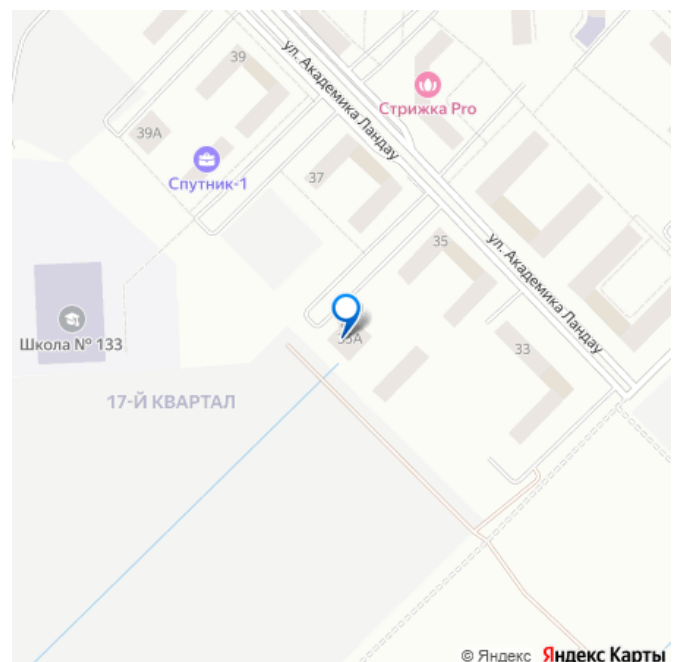 39
ул. Академика Ландау
Стрижка Pro
39А
Спутник-1
37
35
ул. Академика Ландау
Школа № 133
35А
33
17-Й КВАРТАЛ
© Яндекс Яндекс Карты